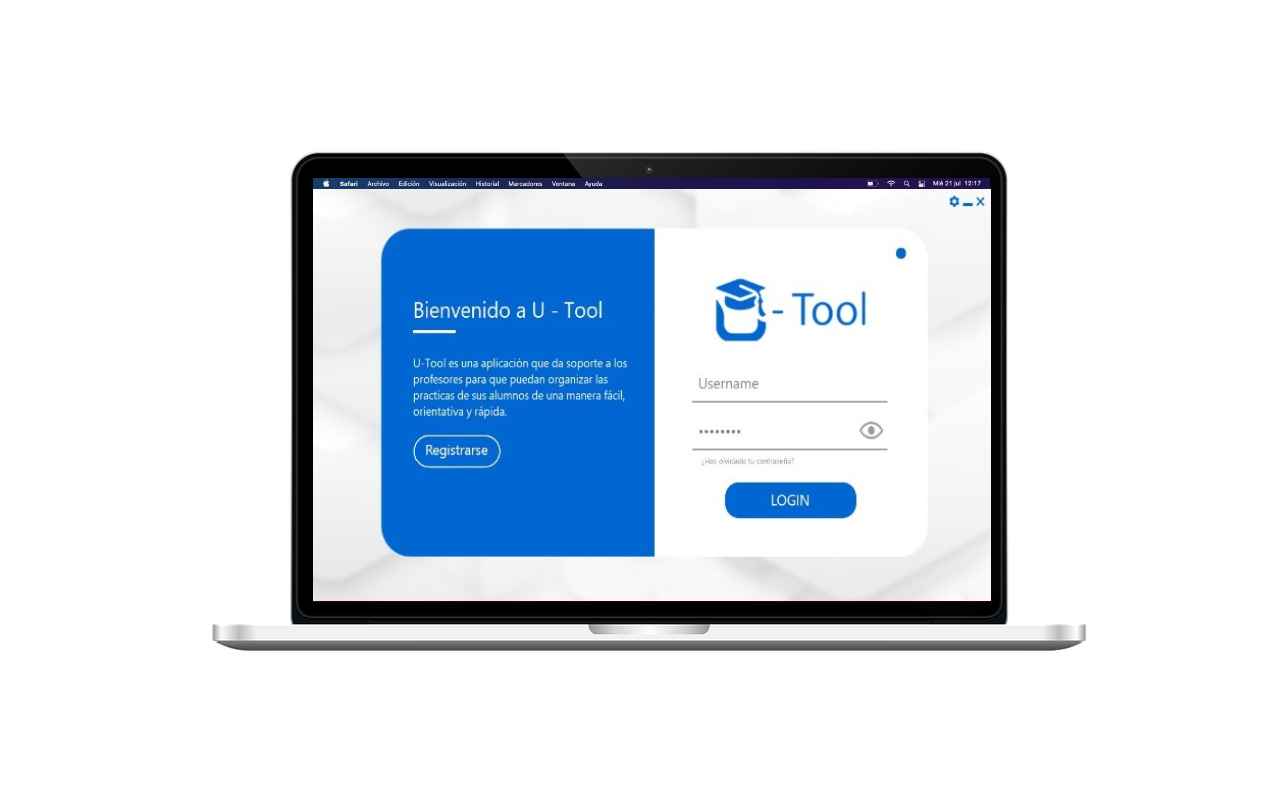 Safari Archivo Edición Visualización Historial Marcadores Ventana Ayuda
Mié 21 jul 12:17
Bienvenido a U - Tool
U-Tool es una aplicación que da soporte a los
profesores para que puedan organizar las
practicas de sus alumnos de una manera fácil,
orientativa y rápida.
Registrarse
U - Tool
Username
¿Has olvidado tu contraseña?
LOGIN